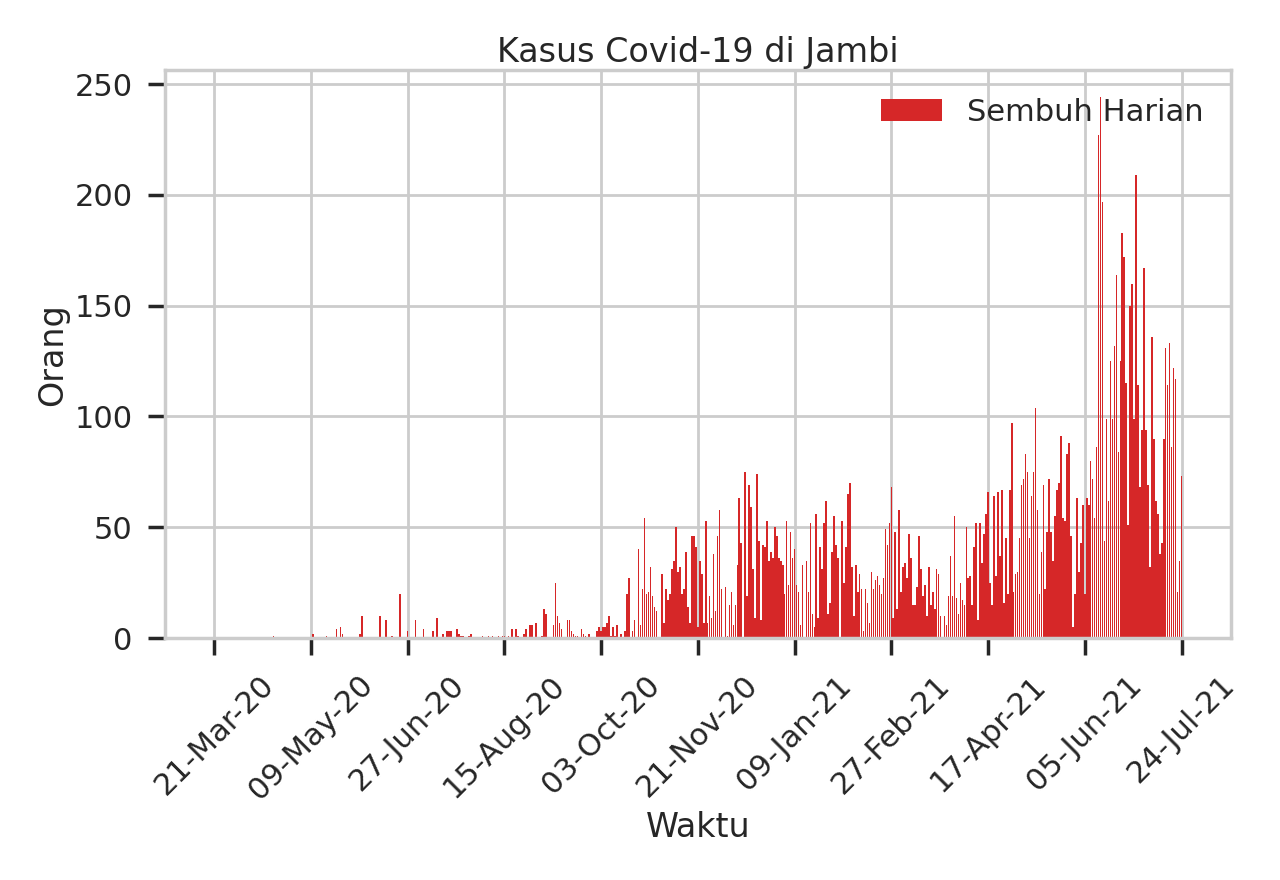 Kasus Covid-19 di Jambi
Sembuh Harian
Orang
250
200
150
100
50
0
21-Mar-20
09-May-20
27-Jun-20
15-Aug-20
03-Oct-20
21-Nov-20
09-Jan-21
27-Feb-21
17-Apr-21
05-Jun-21
24-Jul-21
Waktu